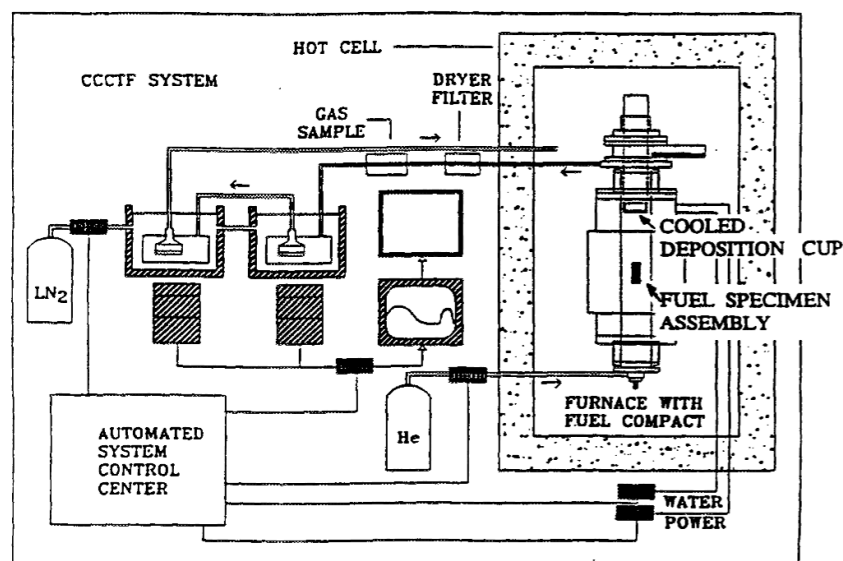 HOT CELL
CCCTF SYSTEM
DRYER
FILTER
GAS
SAMPLE
COOLED
DEPOSITION CUP
FUEL SPECIMEN
ASSEMBLY
LN2
He
FURNACE WITH
FUEL COMPACT
AUTOMATED
SYSTEM
CONTROL
CENTER
WATER
POWER